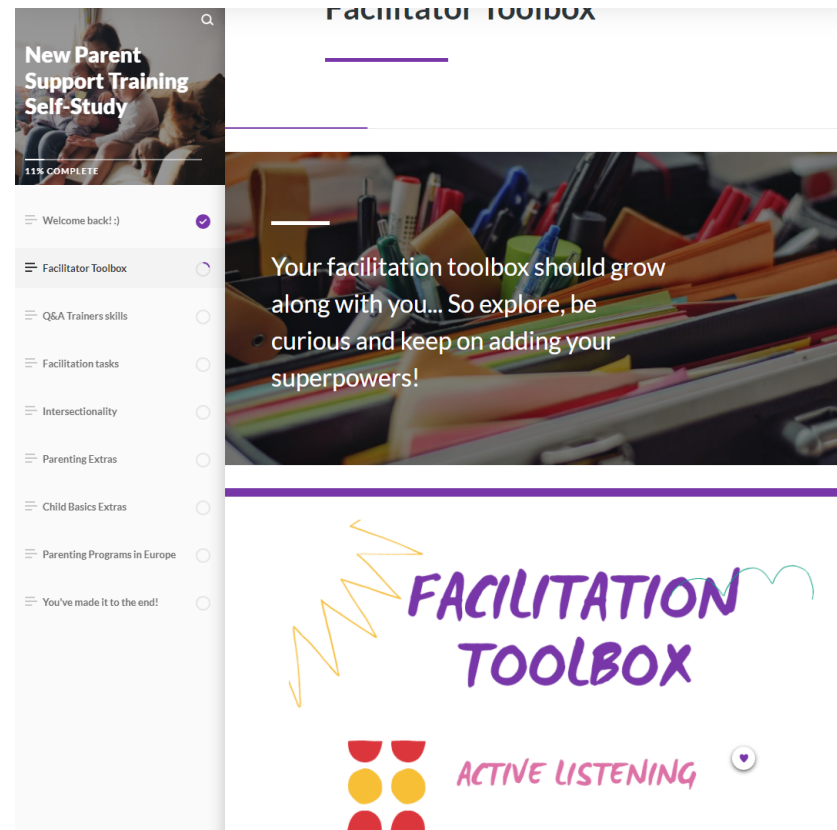 New Parent
Support Training
Self-Study
11% COMPLETE
Welcome back! :)
Facilitator Toolbox
Q&A Trainers skills
Facilitation tasks
Intersectionality
Parenting Extras
Child Basics Extras
Parenting Programs in Europe
You've made it to the end!
Facilitator Toolbox
Your facilitation toolbox should grow
along with you... So explore, be
curious and keep on adding your
superpowers!
FACILITATION
TOOLBOX
ACTIVE LISTENING